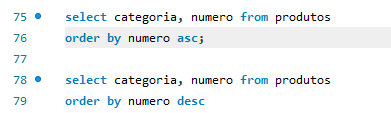 75 select categoria, numero from produtos
76 order by numero asc;
77
78 select categoria, numero from produtos
79 order by numero desc